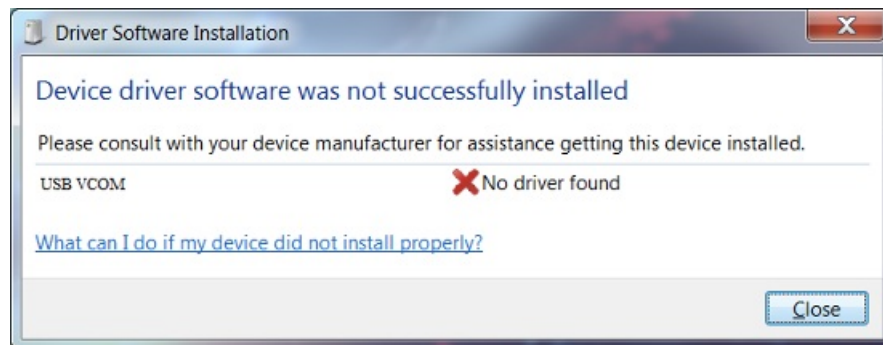 Driver Software Installation
Device driver software was not successfully installed
Please consult with your device manufacturer for assistance getting this device installed.
USB VCOM No driver found
What can I do if my device did not install properly?
Close